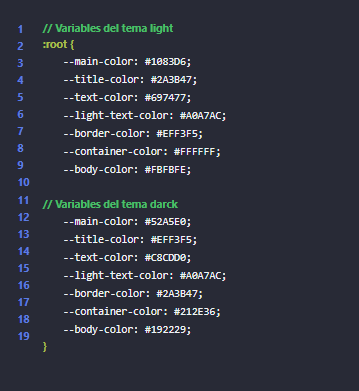 1 // Variables del tema light
2 :root {
3 --main-color: #1083D6;
4 --title-color: #2A3B47;
5 --text-color: #697477;
6 --light-text-color: #A0A7AC;
7 --border-color: #EFF3F5;
8 --container-color: #FFFFFF;
9 --body-color: #FBFBFE;
10
11 // Variables del tema darck
12 --main-color: #52A5E0;
13 --title-color: #EFF3F5;
14 --text-color: #C8CDD0;
15 --light-text-color: #A0A7AC;
16 --border-color: #2A3B47;
17 --container-color: #212E36;
18 --body-color: #192229;
19 }